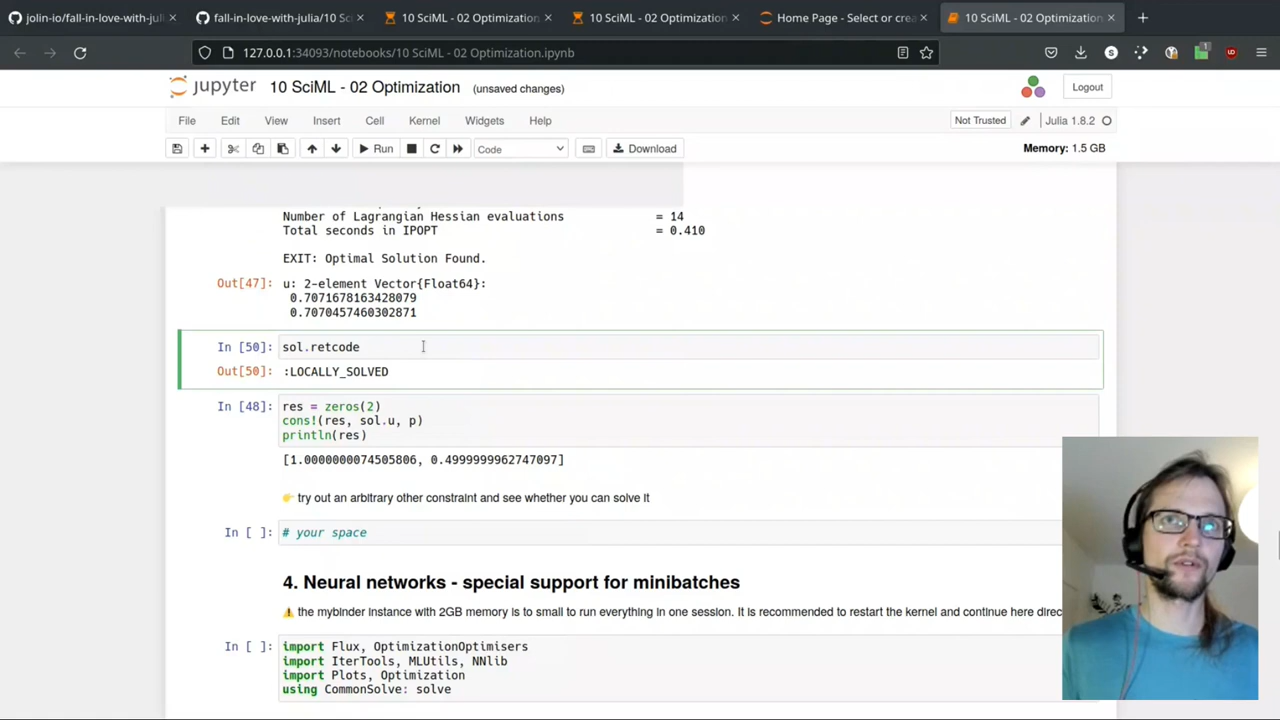 jolin-io/fall-in-love-with-juli
fall-in-love-with-julia/10 Sci
10 SciML - 02 Optimization
10 SciML - 02 Optimization
Home Page - Select or crea
10 SciML - 02 Optimization
127.0.0.1:34093/notebooks/10 SciML - 02 Optimization.ipynb
jupyter 10 SciML - 02 Optimization (unsaved changes) Logout
File Edit View Insert Cell Kernel Widgets Help Not Trusted Julia 1.8.2
Run Code Download Memory: 1.5 GB
Number of Lagrangian Hessian evaluations = 14
Total seconds in IPOPT = 0.410
EXIT: Optimal Solution Found.
Out[47]: u: 2-element Vector{Float64}:
0.7071678163428079
0.7070457460302871
In [50]: sol.retcode
Out[50]: :LOCALLY_SOLVED
In [48]: res = zeros(2)
cons!(res, sol.u, p)
println(res)
[1.0000000074505806, 0.4999999962747097]
👉 try out an arbitrary other constraint and see whether you can solve it
In [ ]: # your space
4. Neural networks - special support for minibatches
⚠️ the mybinder instance with 2GB memory is to small to run everything in one session. It is recommended to restart the kernel and continue here direc
In [ ]: import Flux, OptimizationOptimisers
import IterTools, MLUtils, NNlib
import Plots, Optimization
using CommonSolve: solve